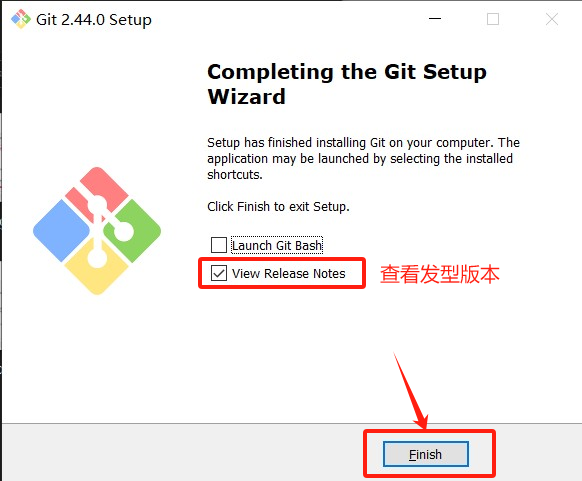 Git 2.44.0 Setup
Completing the Git Setup
Wizard
Setup has finished installing Git on your computer. The
application may be launched by selecting the installed
shortcuts.
Click Finish to exit Setup.
Launch Git Bash
View Release Notes 查看发型版本
Finish